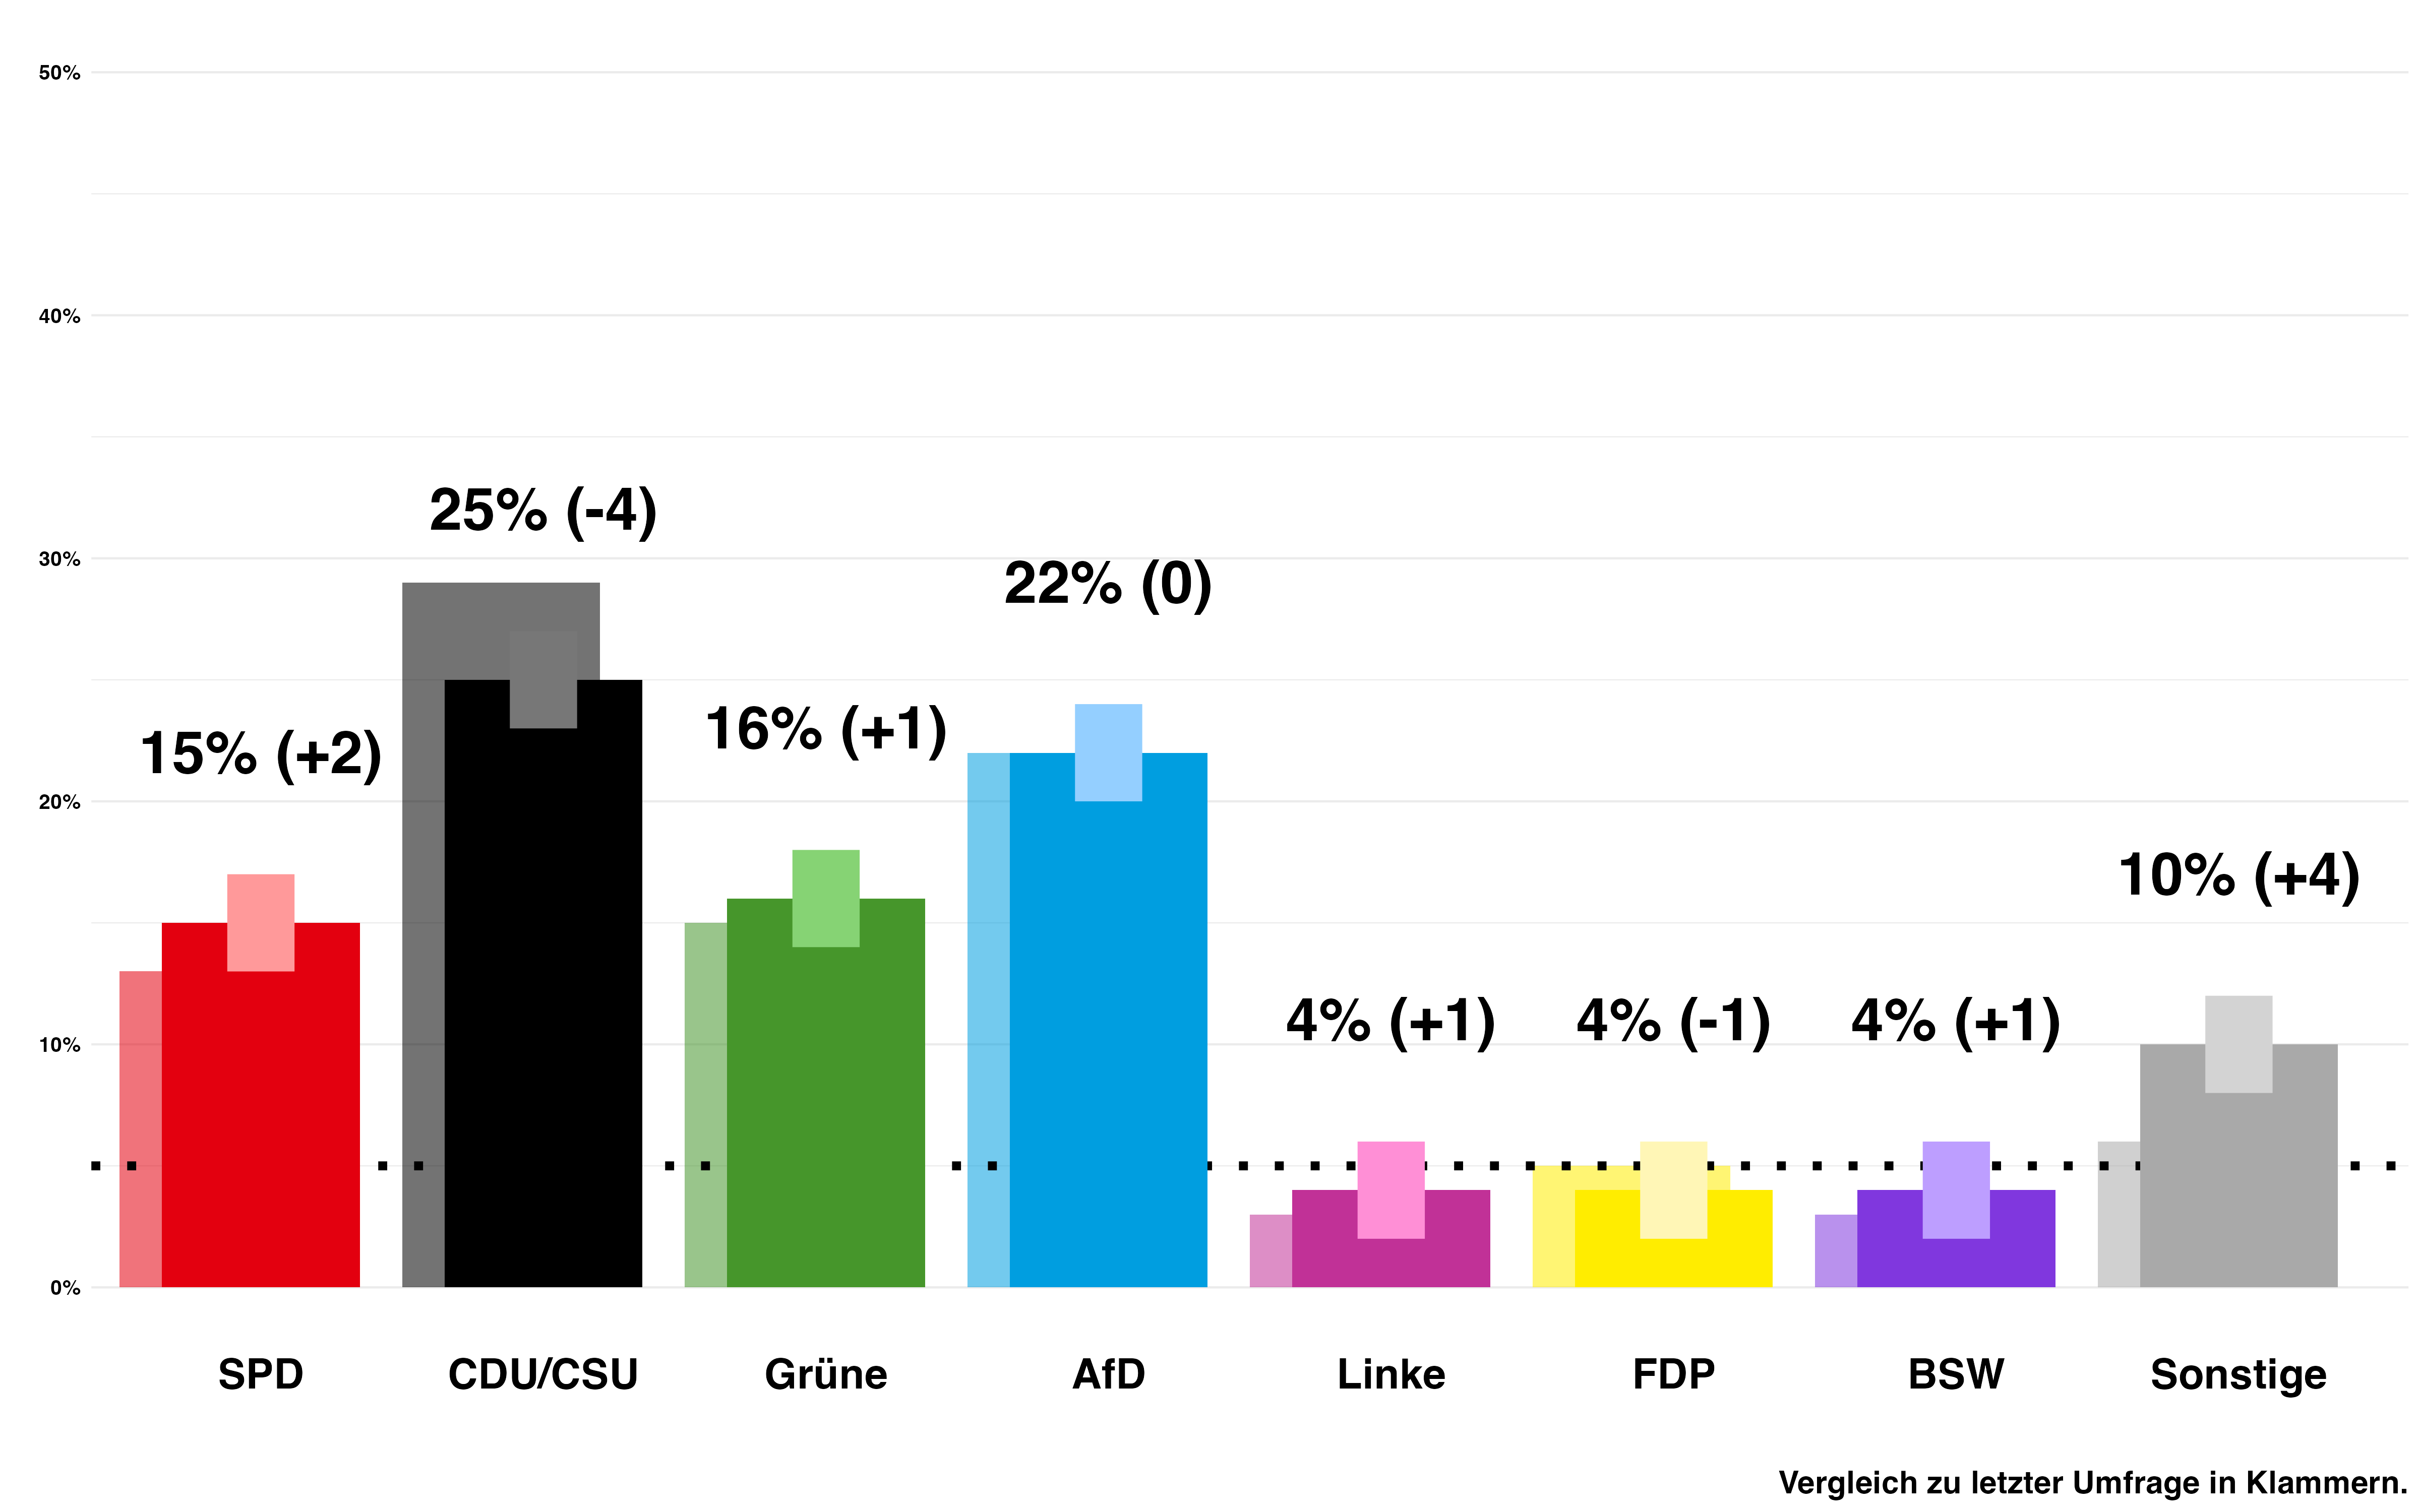 50%
40%
30%
20%
10%
0%
15% (+2)
25% (-4)
16% (+1)
22% (0)
4% (+1)
4% (-1)
4% (+1)
10% (+4)
SPD
CDU/CSU
Grüne
AfD
Linke
FDP
BSW
Sonstige
Vergleich zu letzter Umfrage in Klammern.